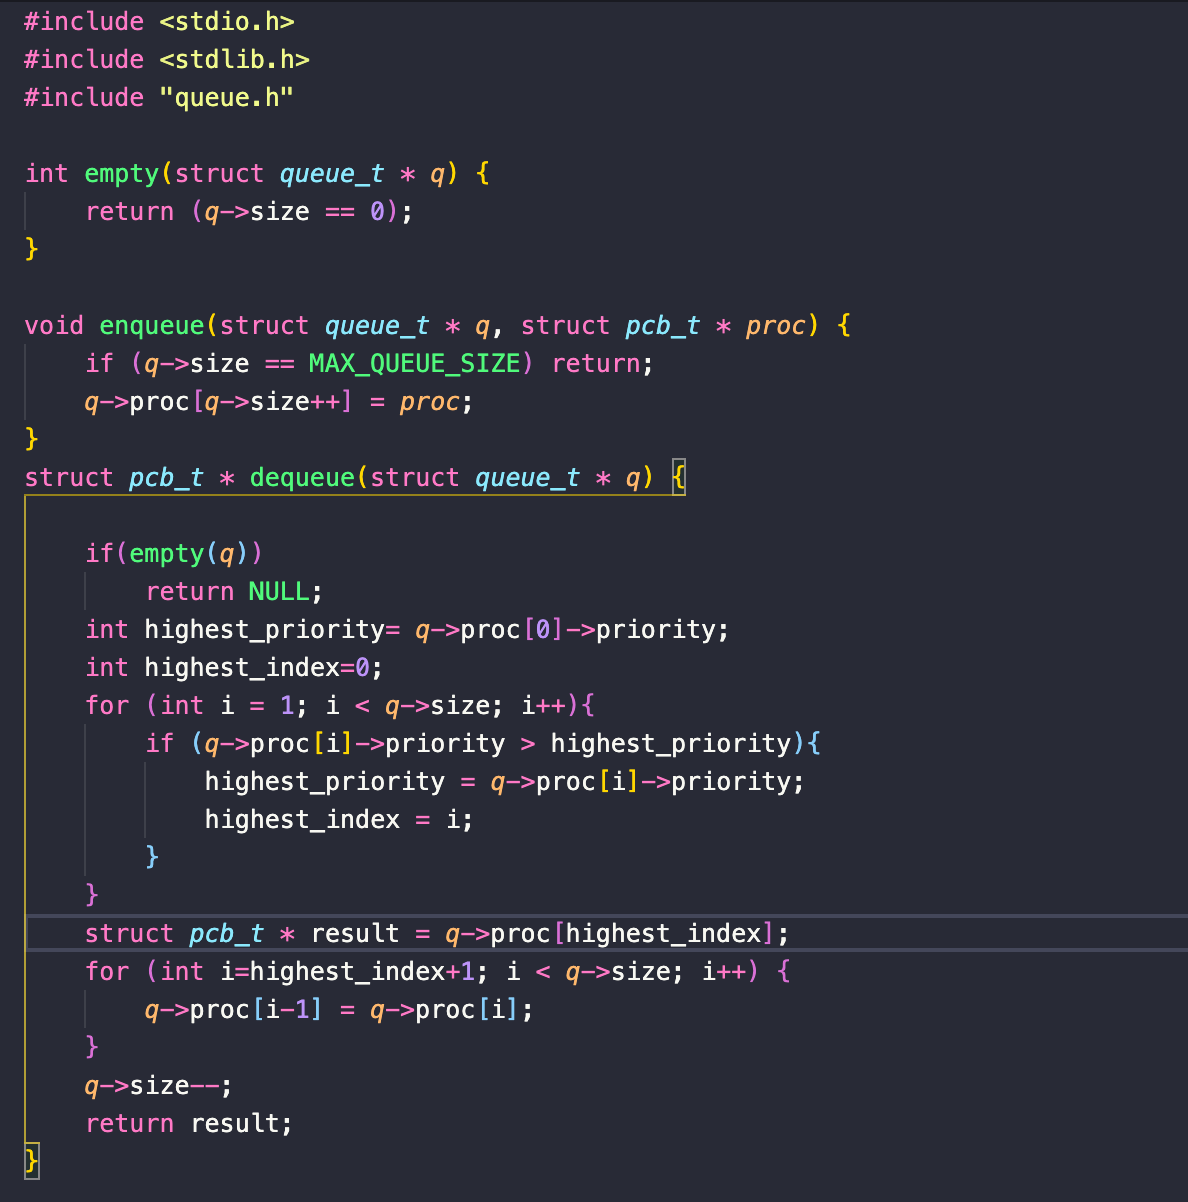 #include <stdio.h>
#include <stdlib.h>
#include "queue.h"

int empty(struct queue_t * q) {
    return (q->size == 0);
}

void enqueue(struct queue_t * q, struct pcb_t * proc) {
    if (q->size == MAX_QUEUE_SIZE) return;
    q->proc[q->size++] = proc;
}
struct pcb_t * dequeue(struct queue_t * q) {

    if(empty(q))
        return NULL;
    int highest_priority= q->proc[0]->priority;
    int highest_index=0;
    for (int i = 1; i < q->size; i++){
        if (q->proc[i]->priority > highest_priority){
            highest_priority = q->proc[i]->priority;
            highest_index = i;
        }
    }
    struct pcb_t * result = q->proc[highest_index];
    for (int i=highest_index+1; i < q->size; i++) {
        q->proc[i-1] = q->proc[i];
    }
    q->size--;
    return result;
}